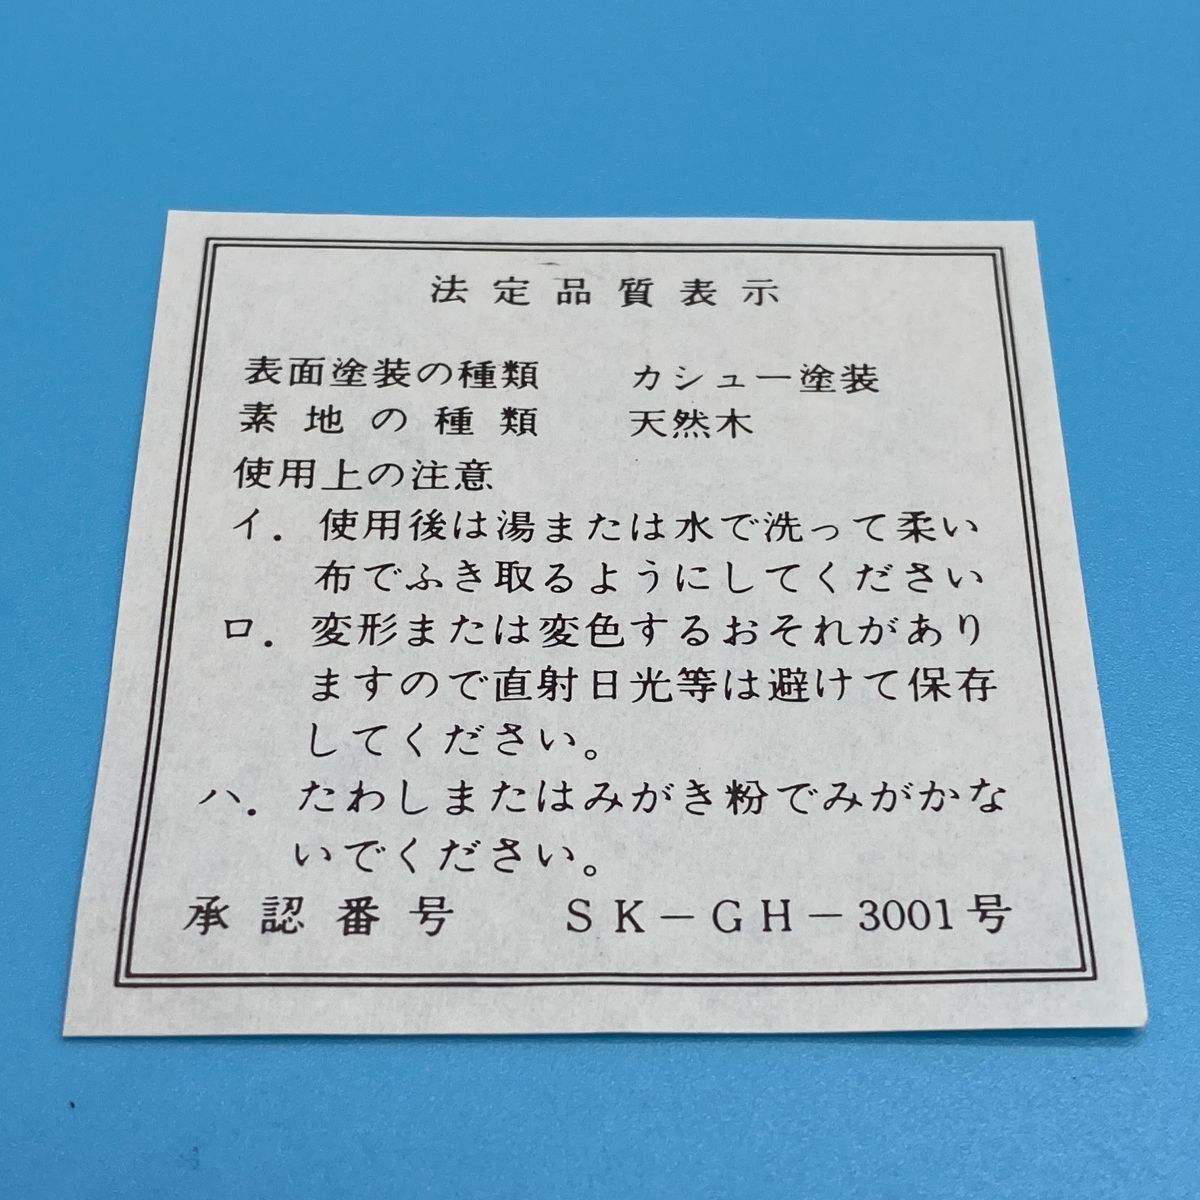 法定品質表示
表面塗装の種類 カシュー塗装
素地の種類 天然木
使用上の注意
イ．使用後は湯または水で洗って柔い
布でふき取るようにしてください
ロ．変形または変色するおそれがあり
ますので直射日光等は避けて保存
してください。
ハ．たわしまたはみがき粉でみがかな
いでください。
承認番号 SK－GH－3001号